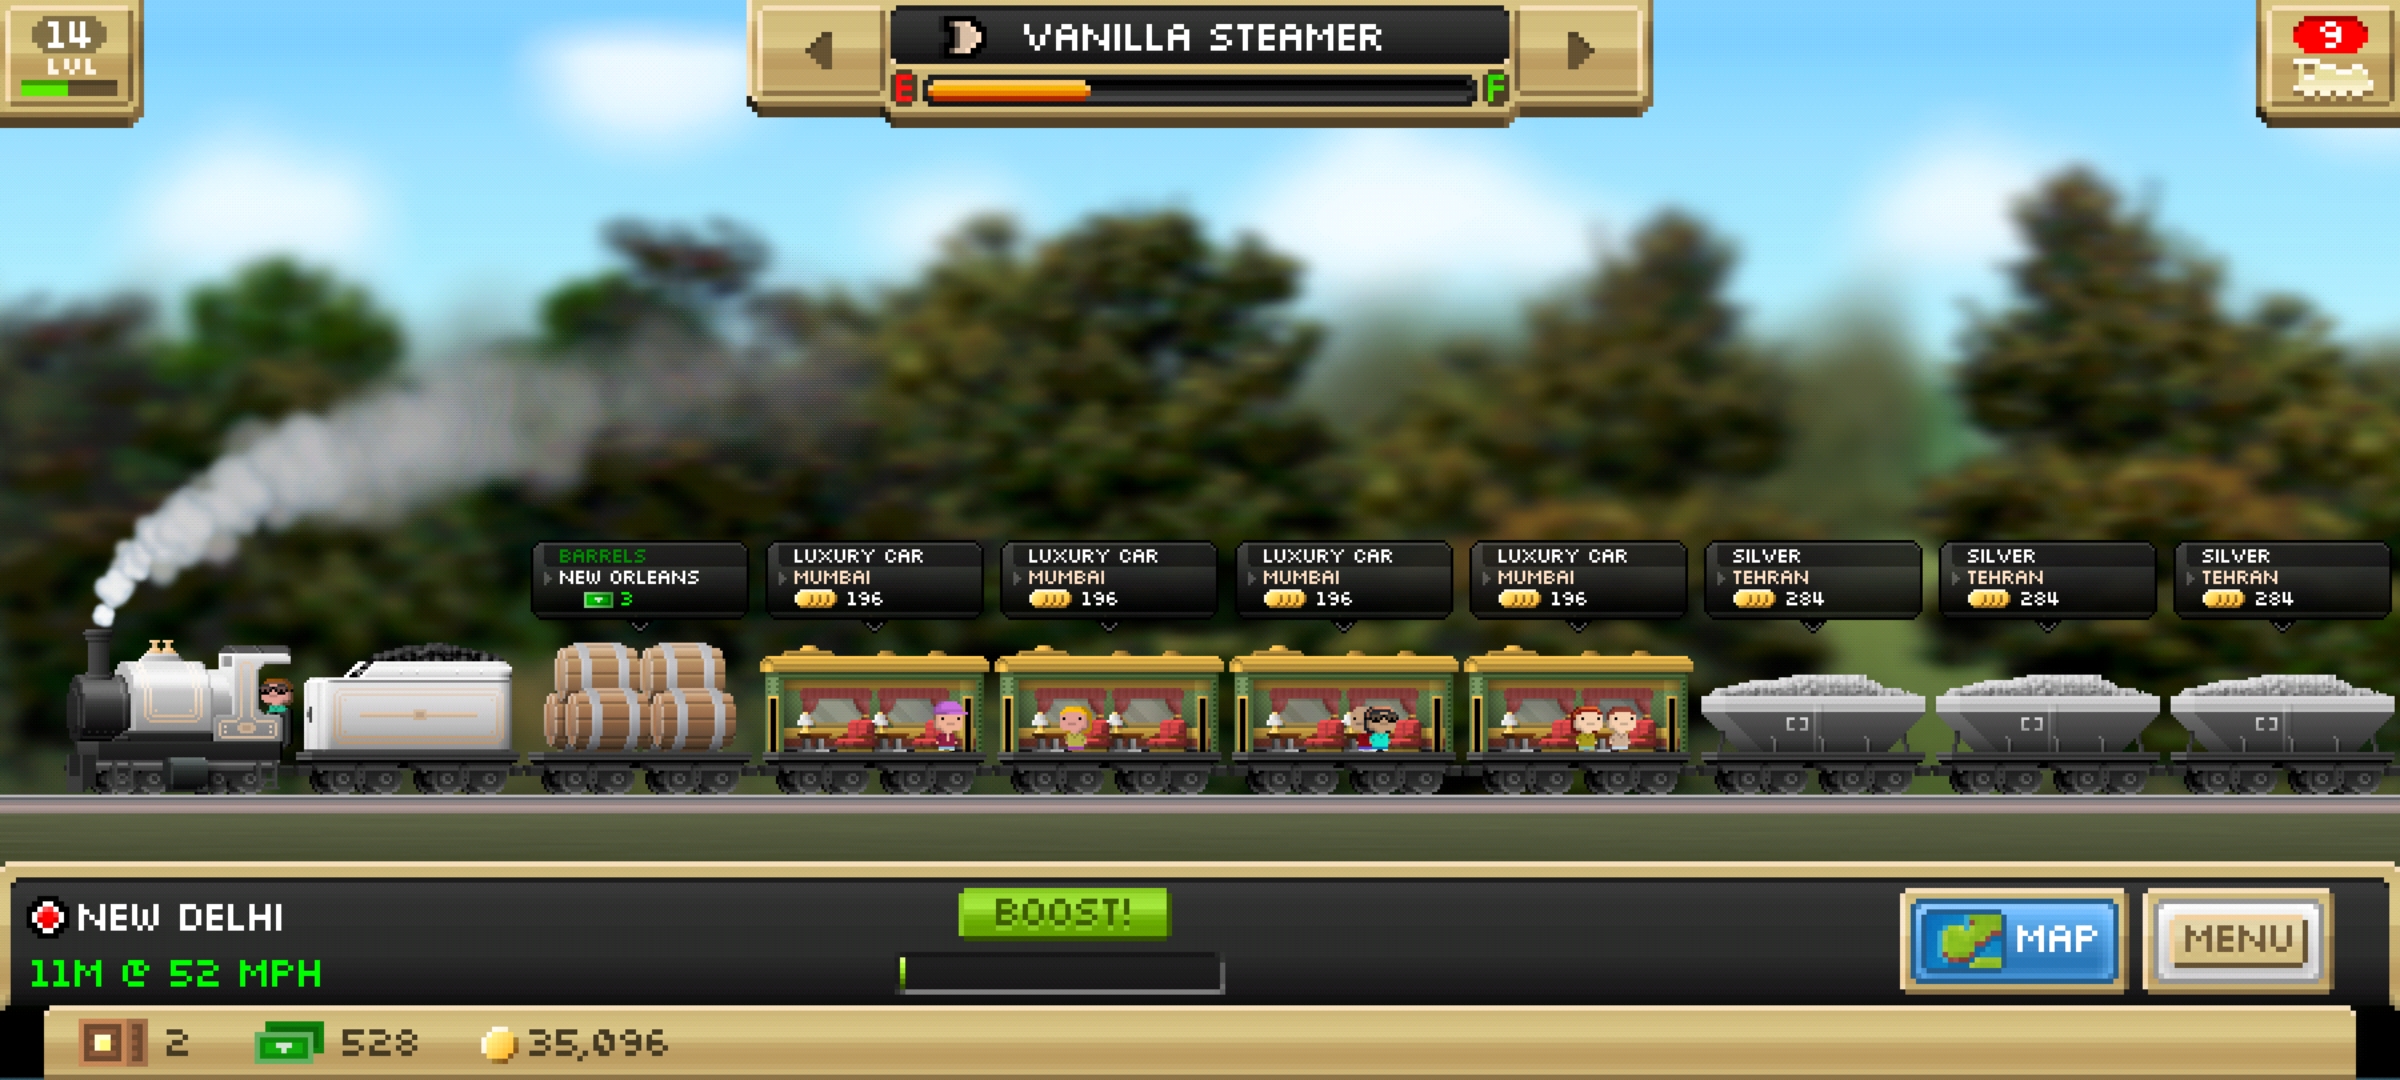 14
LVL
VANILLA STEAMER
E
F
9
BARRELS
NEW ORLEANS
3
LUXURY CAR
MUMBAI
196
LUXURY CAR
MUMBAI
196
LUXURY CAR
MUMBAI
196
LUXURY CAR
MUMBAI
196
SILVER
TEHRAN
284
SILVER
TEHRAN
284
SILVER
TEHRAN
284
NEW DELHI
11M @ 52 MPH
BOOST!
MAP
MENU
2
528
35,096